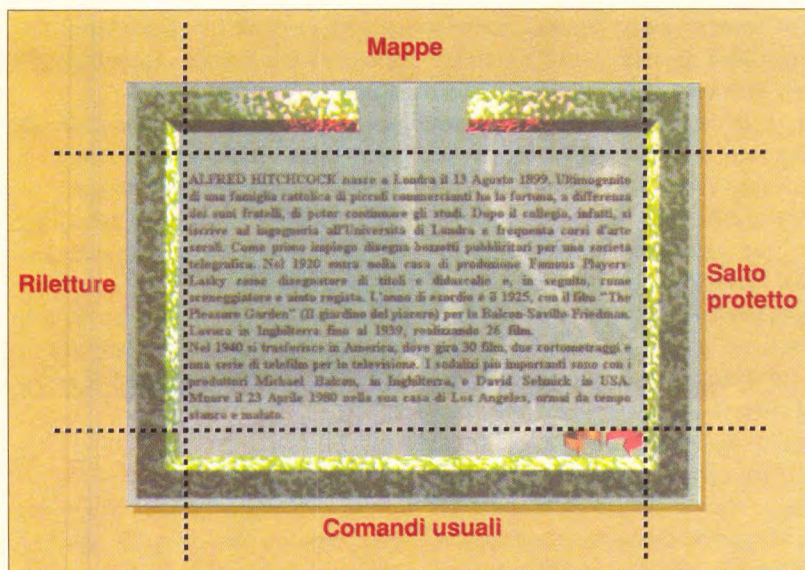 Mappe
ALFRED HITCHCOCK nasce a Londra il 13 Agosto 1899. Ultimogenito
di una famiglia cattolica di piccoli commercianti ha la fortuna, a differenza
dei suoi fratelli, di poter continuare gli studi. Dopo il collegio, infatti, si
iscrive ad ingegneria all'Università di Londra e frequenta corsi d'arte
serali. Come primo impiego disegna bozzetti pubblicitari per una società
telegrafica. Nel 1920 entra nella casa di produzione Famous Players-
Lasky come disegnatore di titoli e didascalie e, in seguito, come
sceneggiatore e aiuto regista. L'anno di esordio è il 1925, con il film "The
Pleasure Garden" (Il giardino del piacere) per la Balcon-Saville-Friedman.
Lavora in Inghilterra fino al 1939, realizzando 26 film.
Nel 1940 si trasferisce in America, dove gira 30 film, due cortometraggi e
una serie di telefilm per la televisione. I sodalizi più importanti sono con i
produttori Michael Balcon, in Inghilterra, e David Selznick in USA.
Muore il 23 Aprile 1980 nella sua casa di Los Angeles, ormai da tempo
stanco e malato.
Riletture
Salto
protetto
Comandi usuali